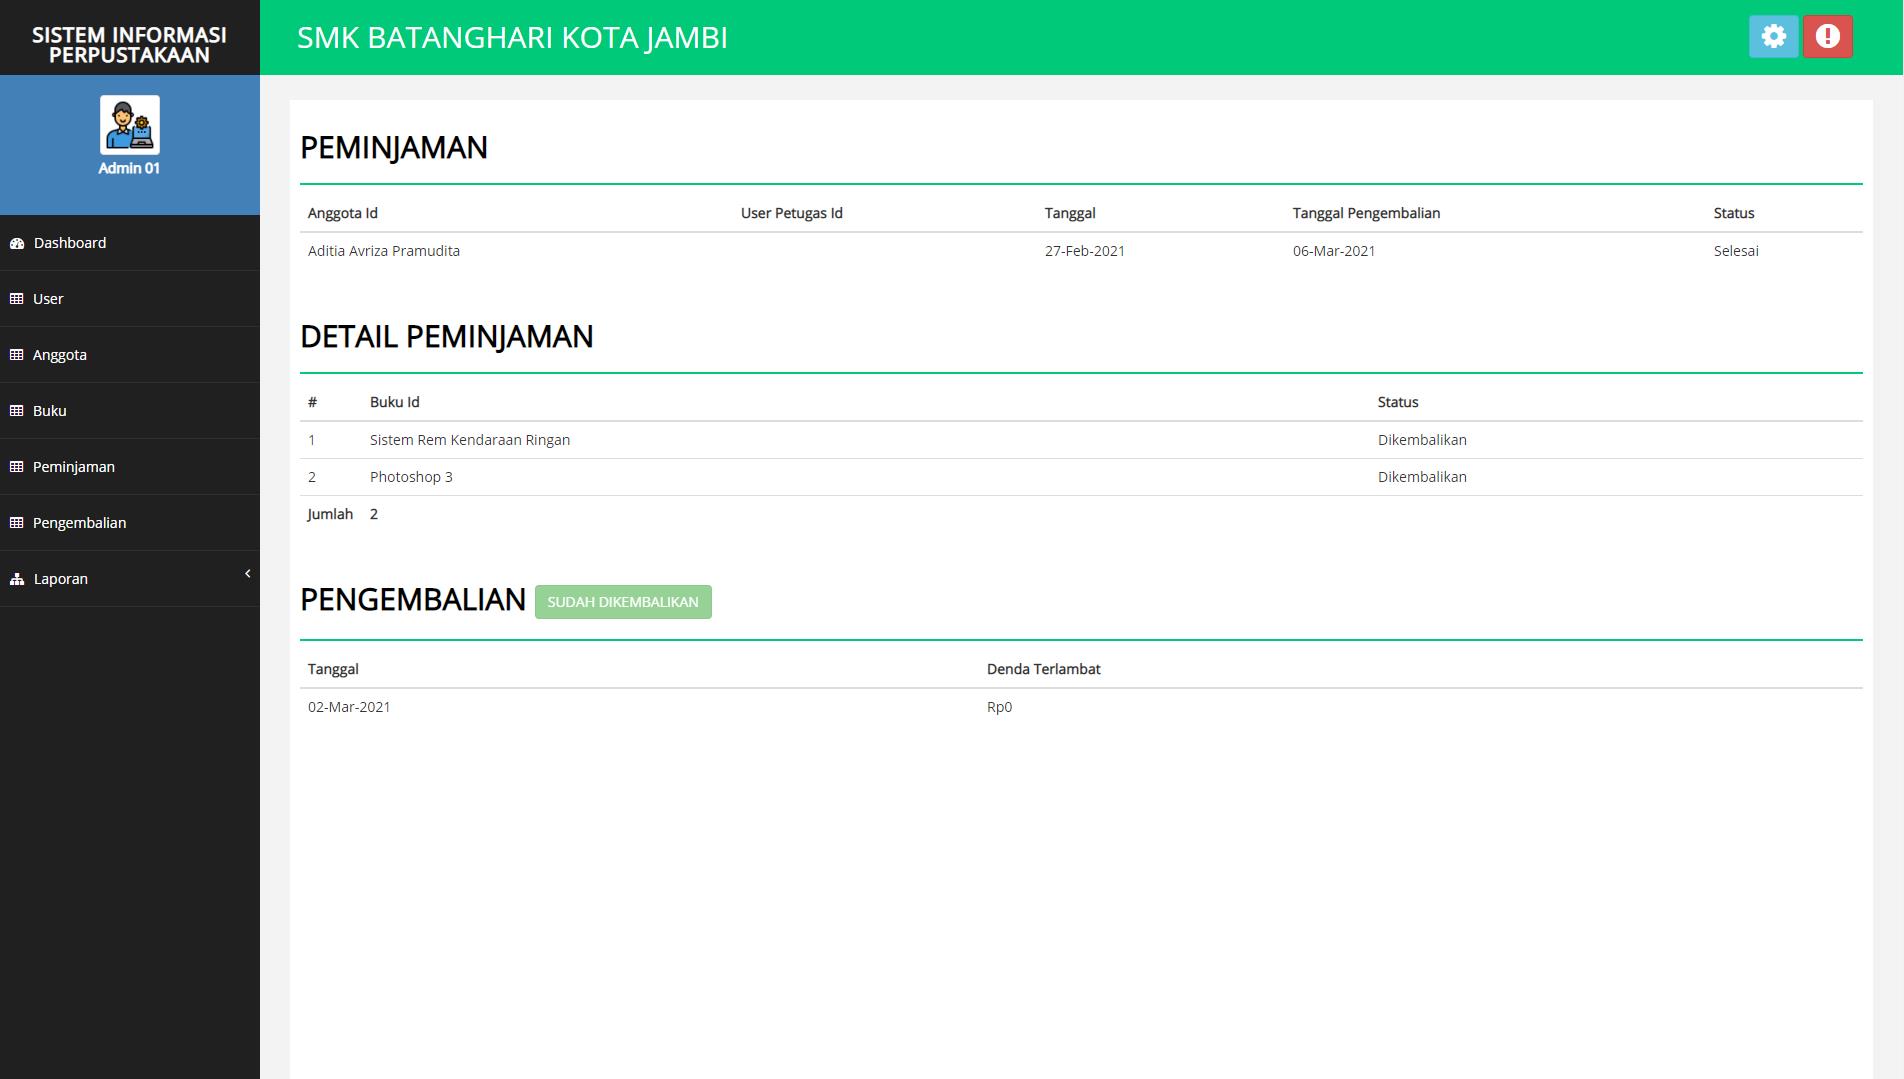 SISTEM INFORMASI
PERPUSTAKAAN
SMK BATANGHARI KOTA JAMBI
Admin 01
Dashboard
User
Anggota
Buku
Peminjaman
Pengembalian
Laporan
PEMINJAMAN
Anggota Id User Petugas Id Tanggal Tanggal Pengembalian Status
Aditia Avriza Pramudita 27-Feb-2021 06-Mar-2021 Selesai
DETAIL PEMINJAMAN
# Buku Id Status
1 Sistem Rem Kendaraan Ringan Dikembalikan
2 Photoshop 3 Dikembalikan
Jumlah 2
PENGEMBALIAN SUDAH DIKEMBALIKAN
Tanggal Denda Terlambat
02-Mar-2021 Rp0